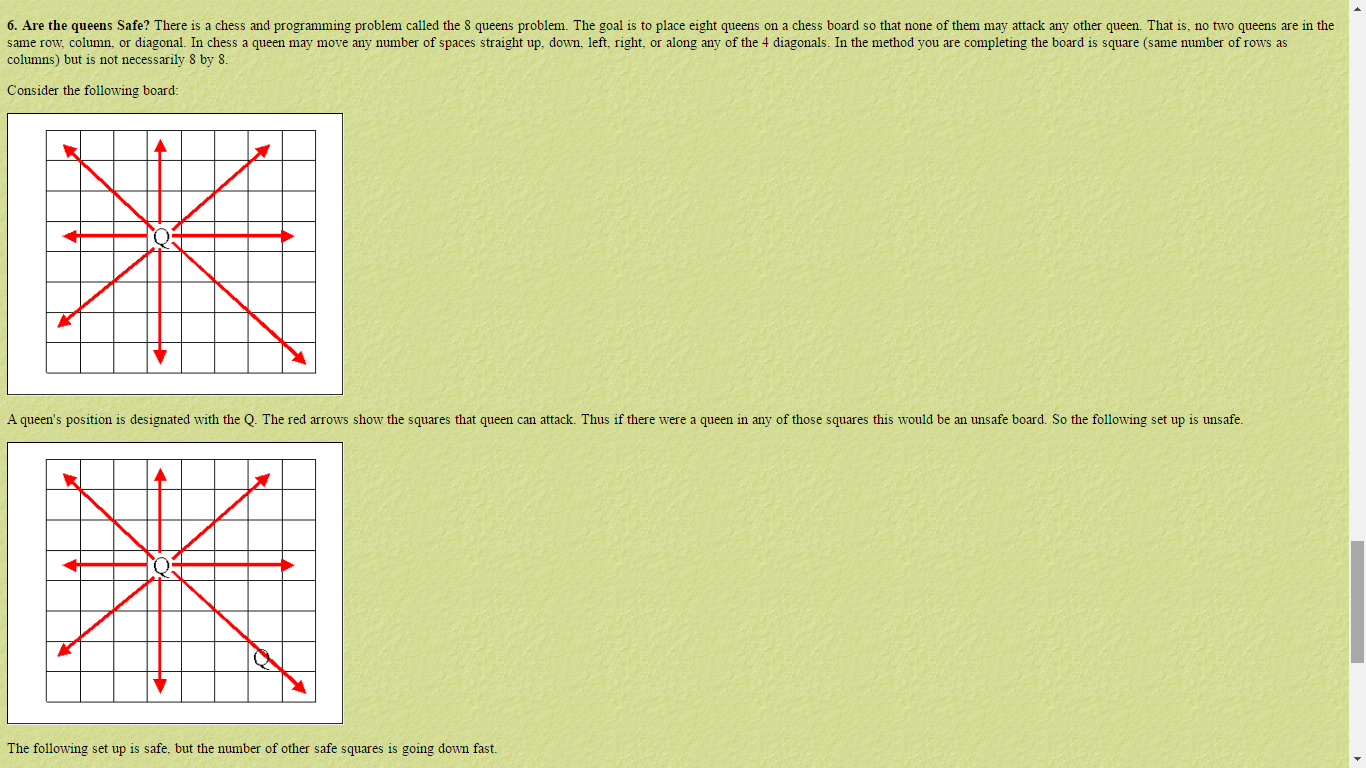 6. Are the queens Safe? There is a chess and programming problem called the 8 queens problem. The goal is to place eight queens on a chess board so that none of them may attack any other queen. That is, no two queens are in the
same row, column, or diagonal. In chess a queen may move any number of spaces straight up, down, left, right, or along any of the 4 diagonals. In the method you are completing the board is square (same number of rows as
columns) but is not necessarily 8 by 8.
Consider the following board:
Q
A queen's position is designated with the Q. The red arrows show the squares that queen can attack. Thus if there were a queen in any of those squares this would be an unsafe board. So the following set up is unsafe.
Q
Q
The following set up is safe, but the number of other safe squares is going down fast.